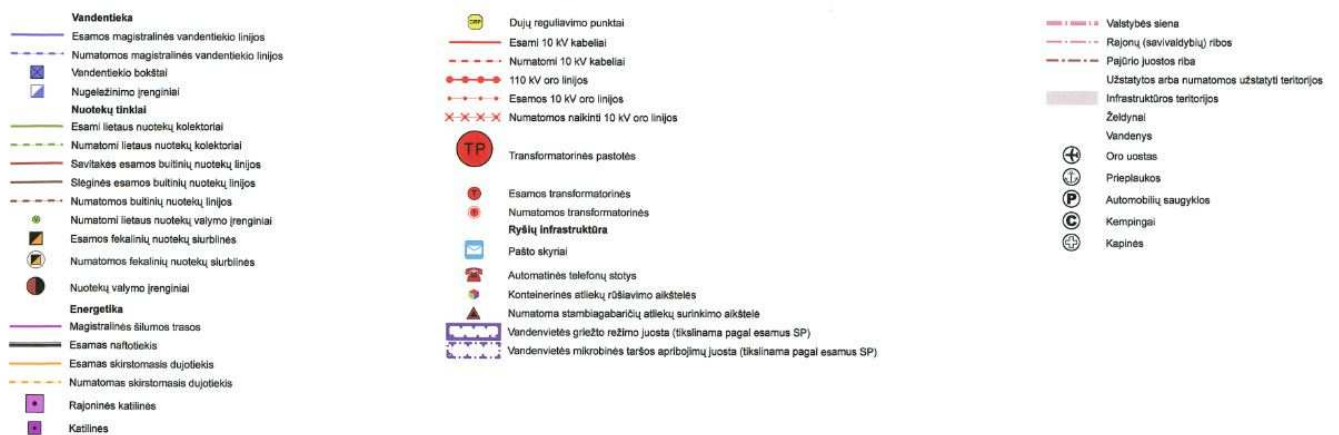 Vandentieka
Esamos magistralinės vandentiekio linijos
Numatomos magistralinės vandentiekio linijos
Vandentiekio bokštai
Nugeležinimo įrenginiai
Nuotekų tinklai
Esami lietaus nuotekų kolektoriai
Numatomi lietaus nuotekų kolektoriai
Savitakės esamos buitinių nuotekų linijos
Slėginės esamos buitinių nuotekų linijos
Numatomos buitinių nuotekų linijos
Numatomi lietaus nuotekų valymo įrenginiai
Esamos fekalinių nuotekų siurblinės
Numatomos fekalinių nuotekų siurblinės
Nuotekų valymo įrenginiai
Energetika
Magistralinės šilumos trasos
Esamas naftotiekis
Esamas skirstomasis dujotiekis
Numatomas skirstomasis dujotiekis
Rajoninės katilinės
Katilinės
DRP Dujų reguliavimo punktai
Esami 10 kV kabeliai
Numatomi 10 kV kabeliai
110 kV oro linijos
Esamos 10 kV oro linijos
Numatomos naikinti 10 kV oro linijos
TP Transformatorinės pastotės
T Esamos transformatorinės
Numatomos transformatorinės
Ryšių infrastruktūra
Pašto skyriai
Automatinės telefonų stotys
Konteinerinės atliekų rūšiavimo aikštelės
Numatoma stambiagabaričių atliekų surinkimo aikštelė
Vandenvietės griežto režimo juosta (tikslinama pagal esamus SP)
Vandenvietės mikrobinės taršos apribojimų juosta (tikslinama pagal esamus SP)
Valstybės siena
Rajonų (savivaldybių) ribos
Pajūrio juostos riba
Užstatytos arba numatomos užstatyti teritorijos
Infrastruktūros teritorijos
Želdynai
Vandenys
Oro uostas
Prieplaukos
P Automobilių saugyklos
C Kempingai
Kapinės